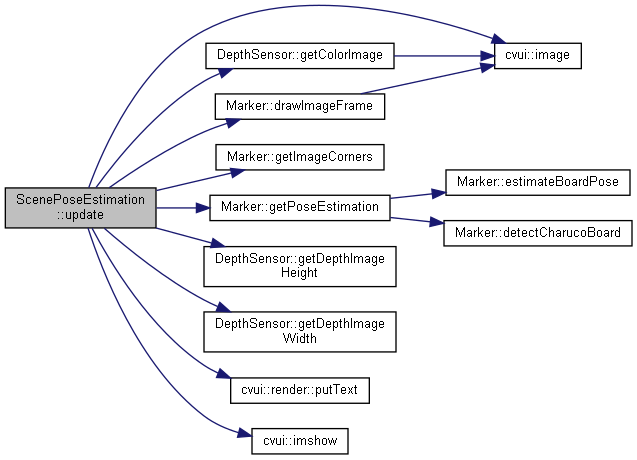 ScenePoseEstimation
::update
DepthSensor::getColorImage
cvui::image
Marker::drawImageFrame
Marker::getImageCorners
Marker::getPoseEstimation
Marker::estimateBoardPose
Marker::detectCharucoBoard
DepthSensor::getDepthImage
Height
DepthSensor::getDepthImage
Width
cvui::render::putText
cvui::imshow